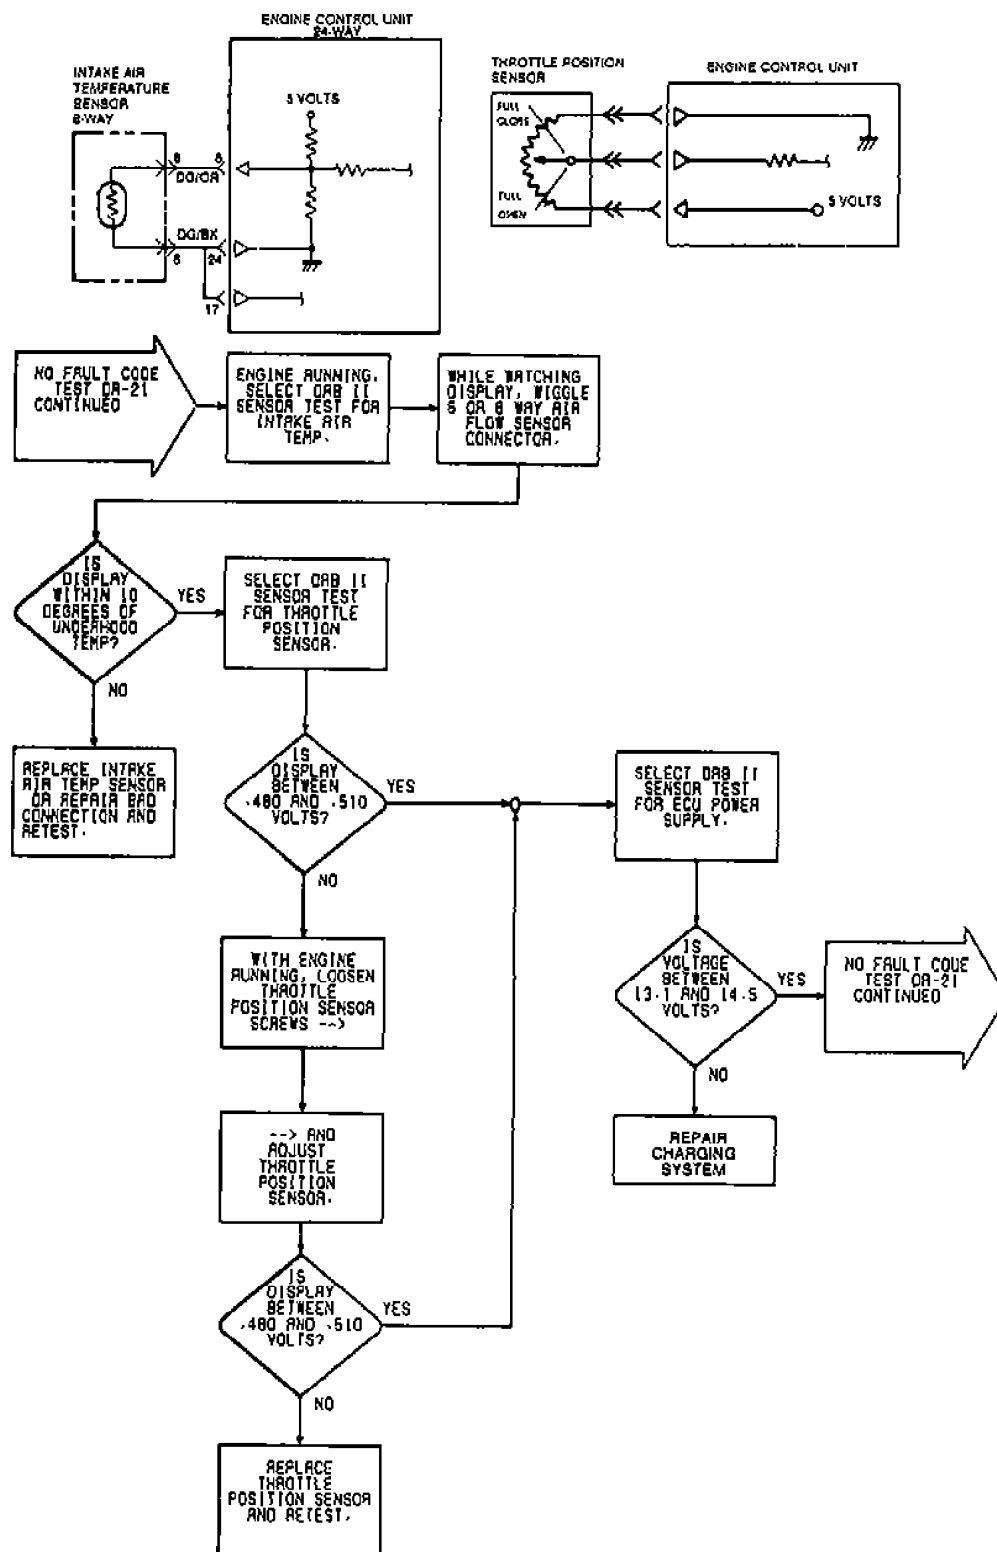 ENGINE CONTROL UNIT
24-WAY
INTAKE AIR
TEMPERATURE
SENSOR
8-WAY
5 VOLTS
6
8
DG/OR
DG/BK
6
24
17
THROTTLE POSITION
SENSOR
ENGINE CONTROL UNIT
FULL
CLOSE
FULL
OPEN
5 VOLTS
NO FAULT CODE
TEST DR-21
CONTINUED
ENGINE RUNNING,
SELECT DRB II
SENSOR TEST FOR
INTAKE AIR
TEMP.
WHILE WATCHING
DISPLAY, WIGGLE
6 OR 8 WAY AIR
FLOW SENSOR
CONNECTOR.
IS
DISPLAY
WITHIN 10
DEGREES OF
UNDERHOOD
TEMP?
YES
NO
SELECT DRB II
SENSOR TEST
FOR THROTTLE
POSITION
SENSOR.
REPLACE INTAKE
AIR TEMP SENSOR
OR REPAIR BAD
CONNECTION AND
RETEST.
IS
DISPLAY
BETWEEN
.480 AND .510
VOLTS?
YES
NO
SELECT DRB II
SENSOR TEST
FOR ECU POWER
SUPPLY.
WITH ENGINE
RUNNING, LOOSEN
THROTTLE
POSITION SENSOR
SCREWS -->
IS
VOLTAGE
BETWEEN
13.1 AND 14.5
VOLTS?
YES
NO
NO FAULT CODE
TEST DR-21
CONTINUED
--> AND
ADJUST
THROTTLE
POSITION
SENSOR.
REPAIR
CHARGING
SYSTEM
IS
DISPLAY
BETWEEN
.480 AND .510
VOLTS?
YES
NO
REPLACE
THROTTLE
POSITION SENSOR
AND RETEST.